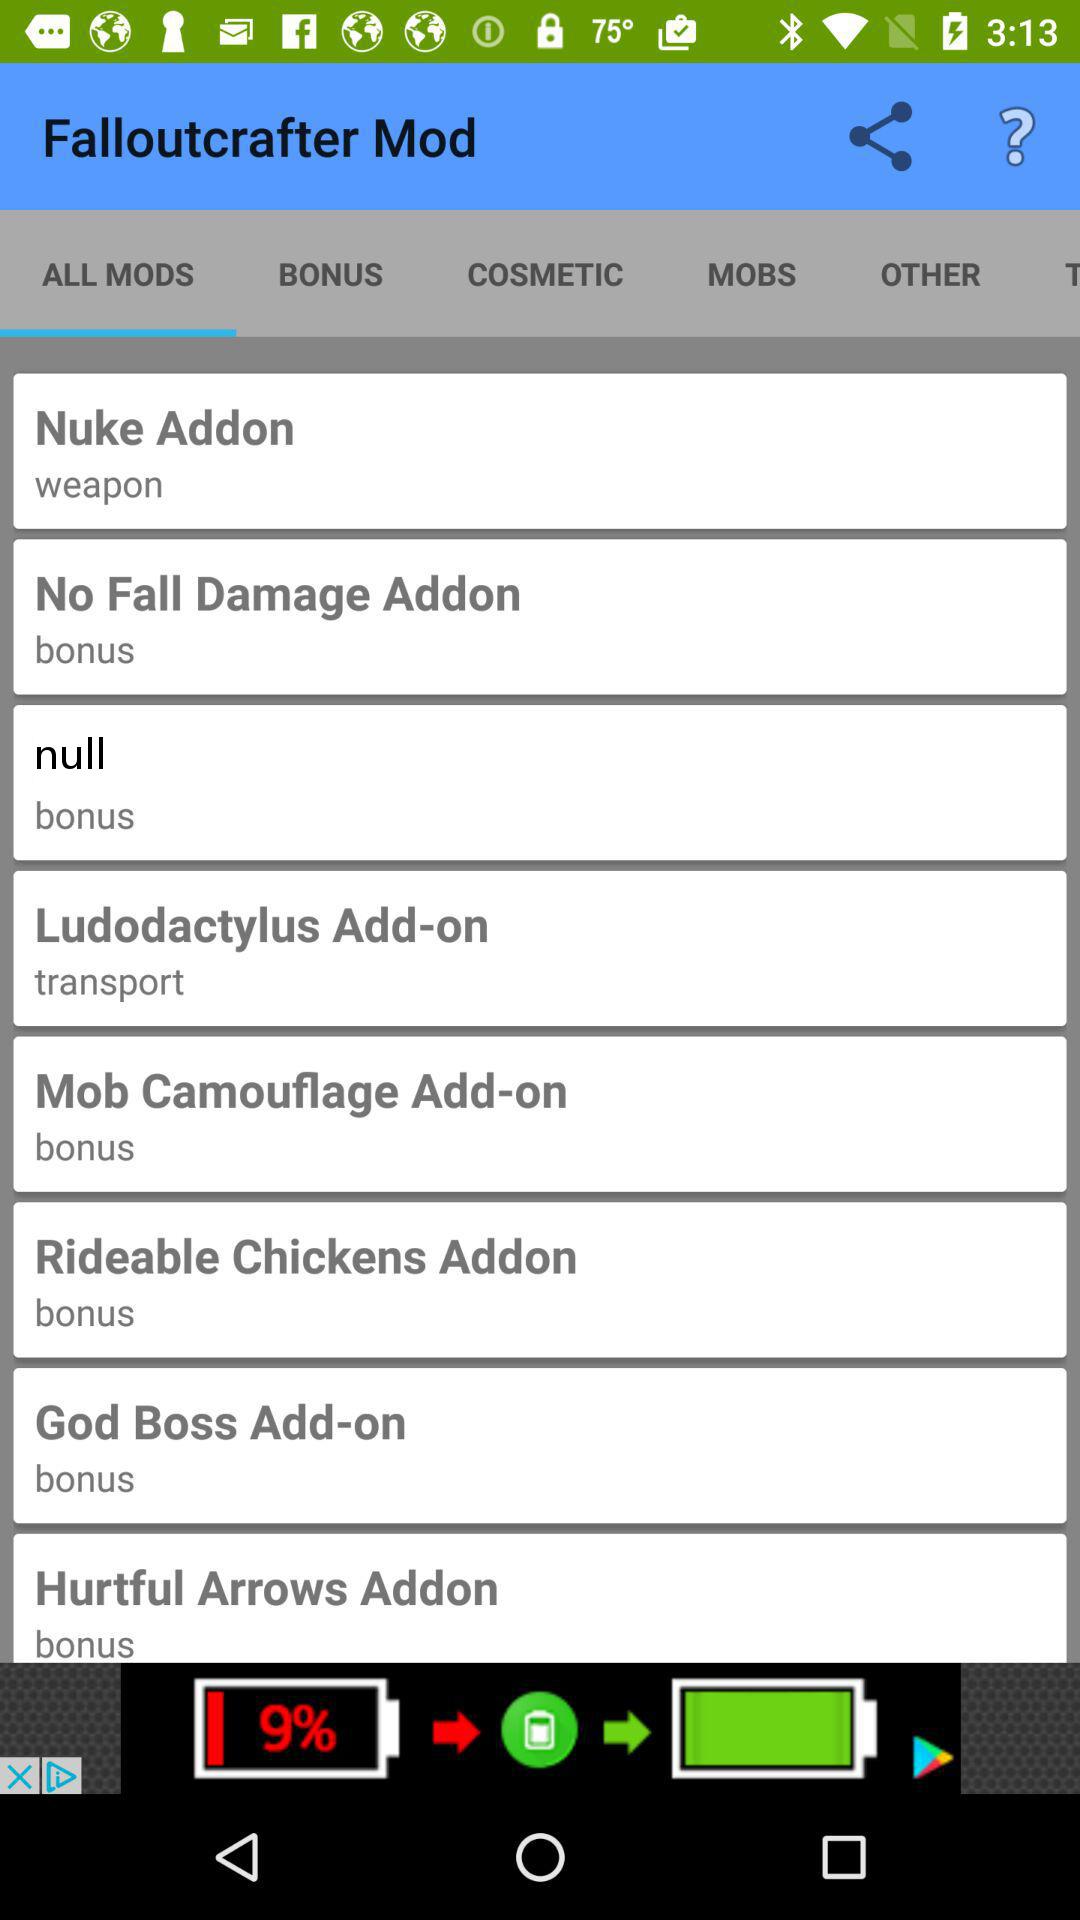 75° 3:13
Falloutcrafter Mod ?
ALL MODS BONUS COSMETIC MOBS OTHER T
Nuke Addon
weapon
No Fall Damage Addon
bonus
null
bonus
Ludodactylus Add-on
transport
Mob Camouflage Add-on
bonus
Rideable Chickens Addon
bonus
God Boss Add-on
bonus
Hurtful Arrows Addon
bonus
9%